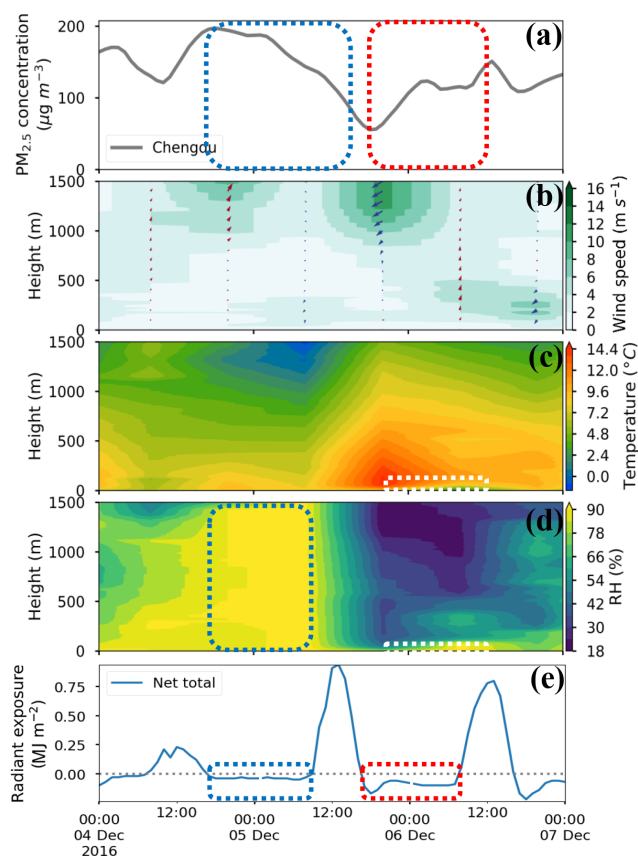 200
100
0
PM2.5 concentration
(μg m−3)
Chengdu
(a)
1500
1000
500
0
Height (m)
(b)
16
14
12
10
8
6
4
2
0
Wind speed (m s−1)
1500
1000
500
0
Height (m)
(c)
14.4
12.0
9.6
7.2
4.8
2.4
0.0
Temperature (°C)
1500
1000
500
0
Height (m)
(d)
90
78
66
54
42
30
18
RH (%)
0.75
0.50
0.25
0.00
Radiant exposure
(MJ m−2)
Net total
(e)
00:00 12:00 00:00 12:00 00:00 12:00 00:00
04 Dec 05 Dec 06 Dec 07 Dec
2016